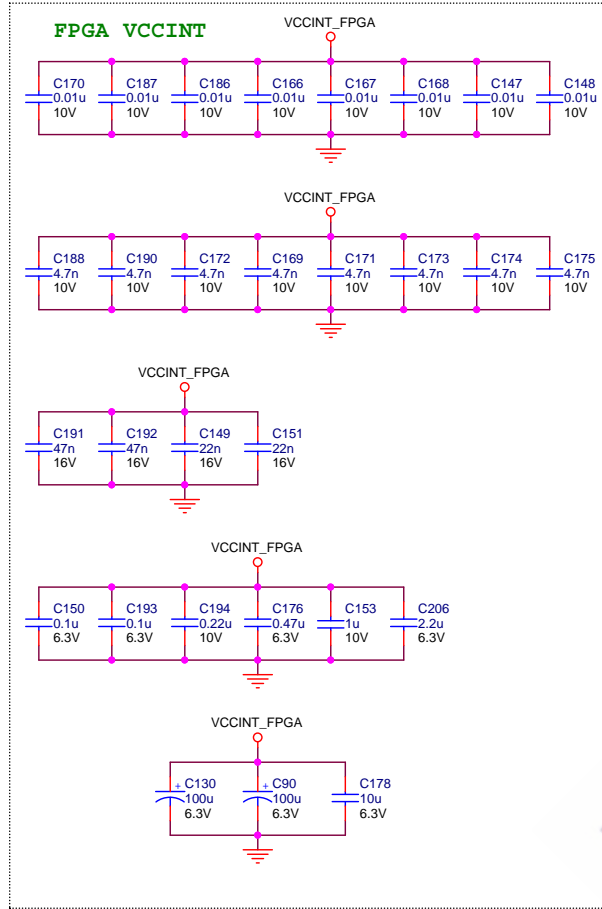 FPGA VCCINT
VCCINT_FPGA
C170 C187 C186 C166 C167 C168 C147 C148
0.01u 0.01u 0.01u 0.01u 0.01u 0.01u 0.01u 0.01u
10V 10V 10V 10V 10V 10V 10V 10V
VCCINT_FPGA
C188 C190 C172 C169 C171 C173 C174 C175
4.7n 4.7n 4.7n 4.7n 4.7n 4.7n 4.7n 4.7n
10V 10V 10V 10V 10V 10V 10V 10V
VCCINT_FPGA
C191 C192 C149 C151
47n 47n 22n 22n
16V 16V 16V 16V
VCCINT_FPGA
C150 C193 C194 C176 C153 C206
0.1u 0.1u 0.22u 0.47u 1u 2.2u
6.3V 6.3V 10V 6.3V 10V 6.3V
VCCINT_FPGA
+ C130 + C90 C178
100u 100u 10u
6.3V 6.3V 6.3V